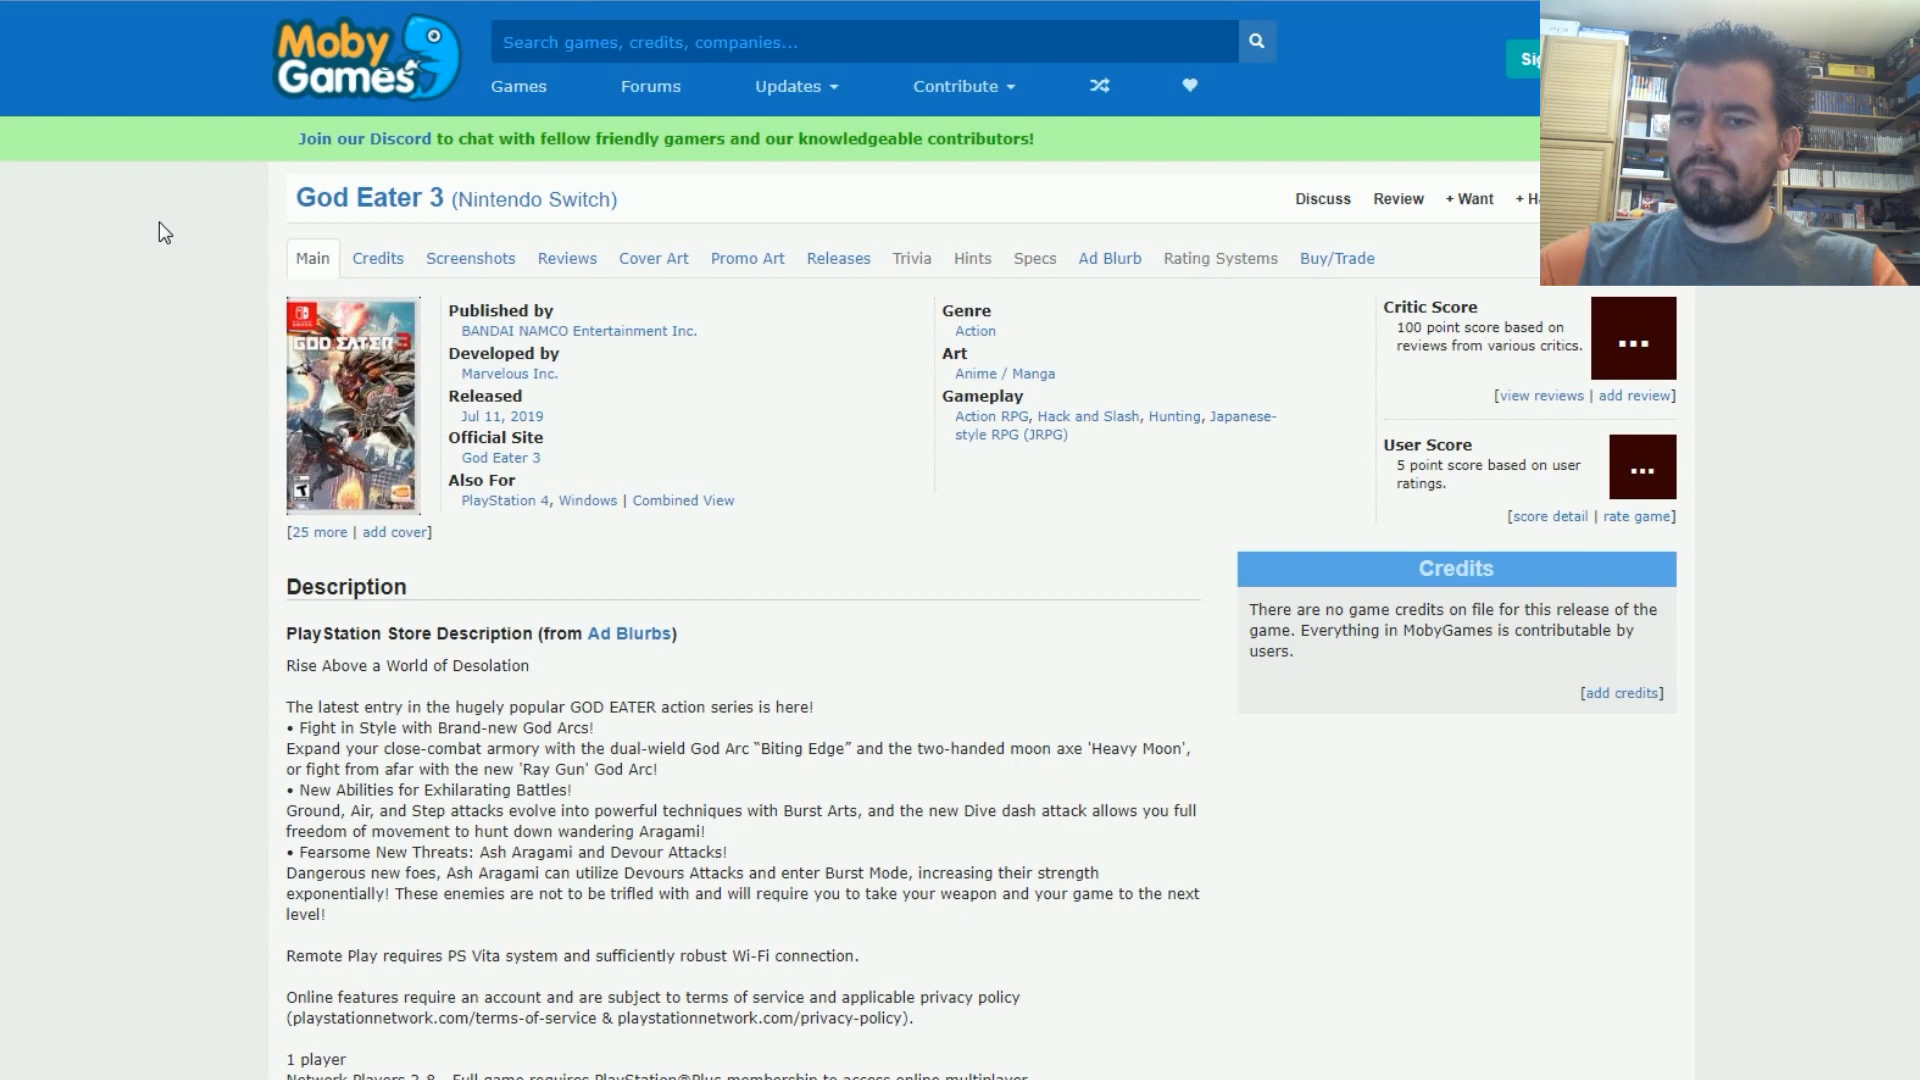 Moby
Games
Search games, credits, companies...
Games Forums Updates Contribute
Join our Discord to chat with fellow friendly gamers and our knowledgeable contributors!
God Eater 3 (Nintendo Switch)
Discuss Review + Want
Main Credits Screenshots Reviews Cover Art Promo Art Releases Trivia Hints Specs Ad Blurb Rating Systems Buy/Trade
GOD EATER 3
T
[25 more | add cover]
Published by
BANDAI NAMCO Entertainment Inc.
Developed by
Marvelous Inc.
Released
Jul 11, 2019
Official Site
God Eater 3
Also For
PlayStation 4, Windows | Combined View
Genre
Action
Art
Anime / Manga
Gameplay
Action RPG, Hack and Slash, Hunting, Japanese-
style RPG (JRPG)
Critic Score
100 point score based on
reviews from various critics.
...
[view reviews | add review]
User Score
5 point score based on user
ratings.
...
[score detail | rate game]
Description
PlayStation Store Description (from Ad Blurbs)
Rise Above a World of Desolation
The latest entry in the hugely popular GOD EATER action series is here!
• Fight in Style with Brand-new God Arcs!
Expand your close-combat armory with the dual-wield God Arc “Biting Edge” and the two-handed moon axe 'Heavy Moon',
or fight from afar with the new 'Ray Gun' God Arc!
• New Abilities for Exhilarating Battles!
Ground, Air, and Step attacks evolve into powerful techniques with Burst Arts, and the new Dive dash attack allows you full
freedom of movement to hunt down wandering Aragami!
• Fearsome New Threats: Ash Aragami and Devour Attacks!
Dangerous new foes, Ash Aragami can utilize Devours Attacks and enter Burst Mode, increasing their strength
exponentially! These enemies are not to be trifled with and will require you to take your weapon and your game to the next
level!
Remote Play requires PS Vita system and sufficiently robust Wi-Fi connection.
Online features require an account and are subject to terms of service and applicable privacy policy
(playstationnetwork.com/terms-of-service & playstationnetwork.com/privacy-policy).
1 player
Network Players 2-8 - Full game requires PlayStation®Plus membership to access online multiplayer
Credits
There are no game credits on file for this release of the
game. Everything in MobyGames is contributable by
users.
[add credits]